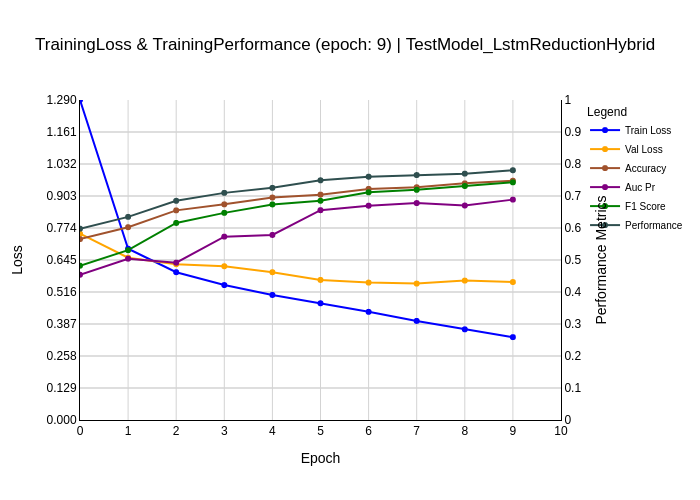 TrainingLoss & TrainingPerformance (epoch: 9) | TestModel_LstmReductionHybrid
1.290
1.161
1.032
0.903
0.774
0.645
0.516
0.387
0.258
0.129
0.000
Loss
0 1 2 3 4 5 6 7 8 9 10
Epoch
1
0.9
0.8
0.7
0.6
0.5
0.4
0.3
0.2
0.1
0
Performance Metrics
Legend
Train Loss
Val Loss
Accuracy
Auc Pr
F1 Score
Performance